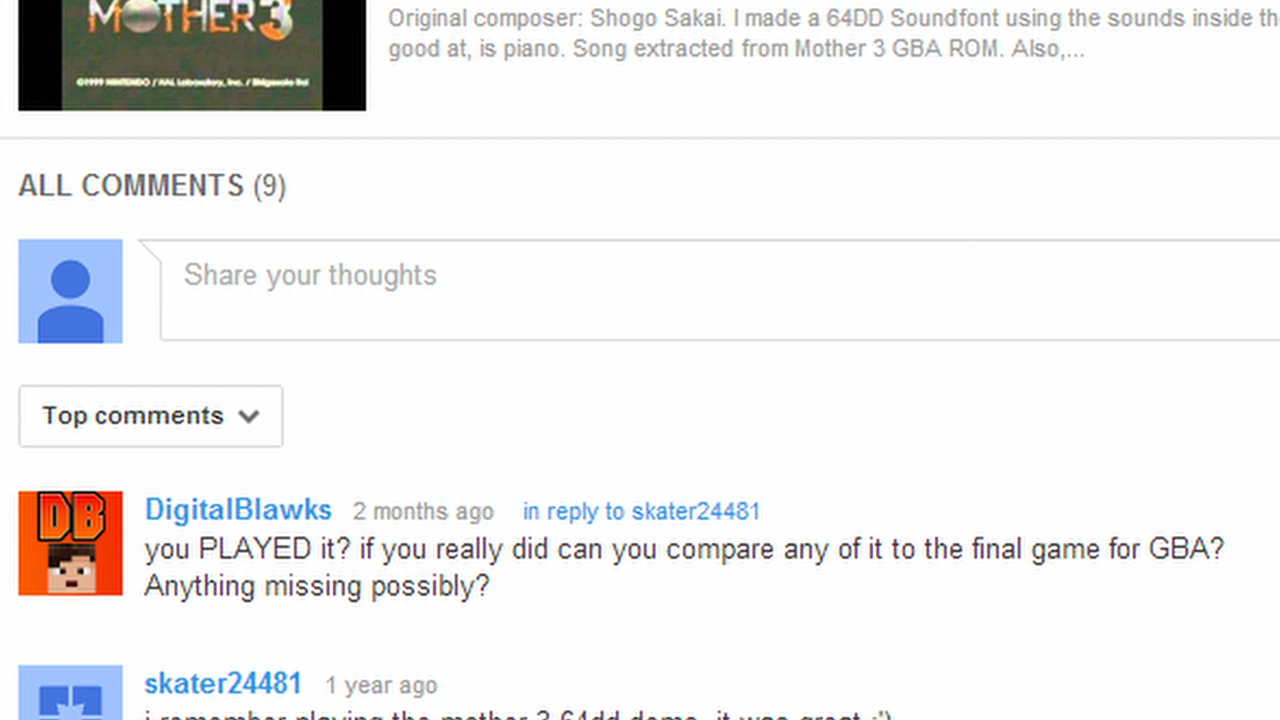 MOTHER 3
©1999 NINTENDO / HAL Laboratory, Inc. / Shigesato Itoi
Original composer: Shogo Sakai. I made a 64DD Soundfont using the sounds inside th
good at, is piano. Song extracted from Mother 3 GBA ROM. Also,...
ALL COMMENTS (9)
Share your thoughts
Top comments
DB
DigitalBlawks 2 months ago in reply to skater24481
you PLAYED it? if you really did can you compare any of it to the final game for GBA?
Anything missing possibly?
skater24481 1 year ago
i remember playing the mother 3 64dd demo, it was great :')